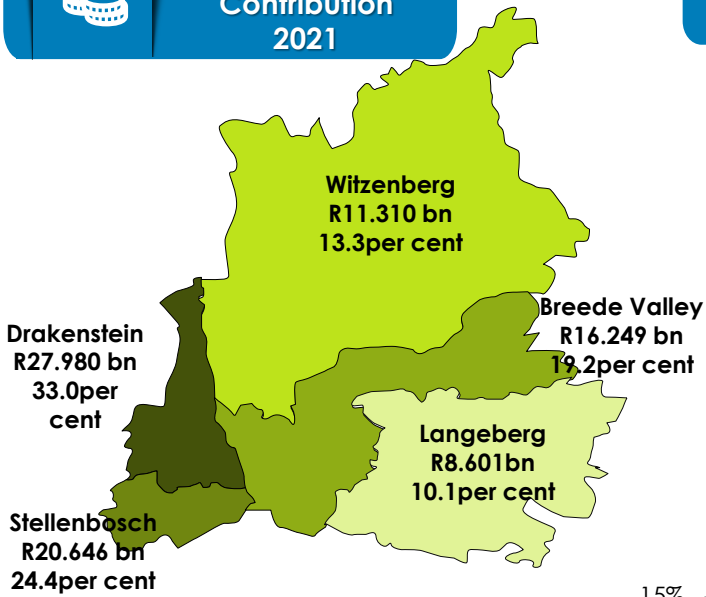 Contribution
2021
Witzenberg
R11.310 bn
13.3per cent
Breede Valley
R16.249 bn
19.2per cent
Drakenstein
R27.980 bn
33.0per
cent
Langeberg
R8.601bn
10.1per cent
Stellenbosch
R20.646 bn
24.4per cent
15%